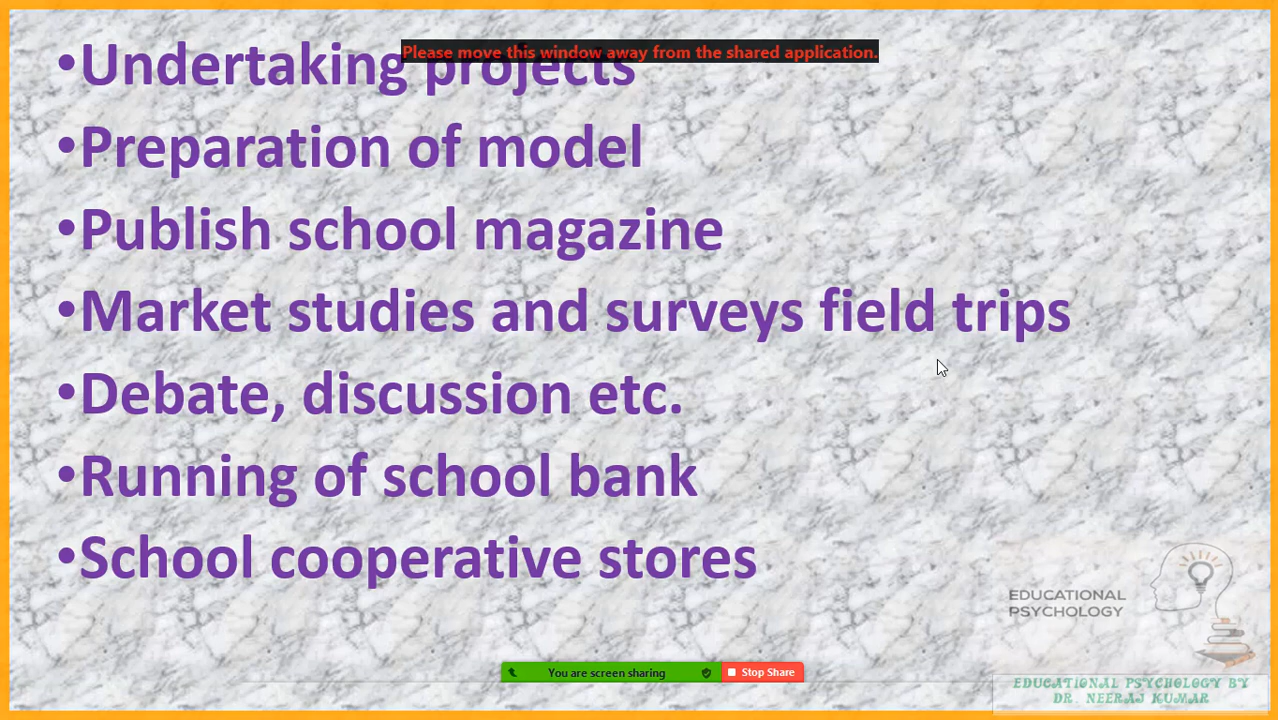 •Undertaking projects
Please move this window away from the shared application.
•Preparation of model
•Publish school magazine
•Market studies and surveys field trips
•Debate, discussion etc.
•Running of school bank
•School cooperative stores
EDUCATIONAL
PSYCHOLOGY
You are screen sharing
Stop Share
EDUCATIONAL PSYCHOLOGY BY
DR. NEERAJ KUMAR